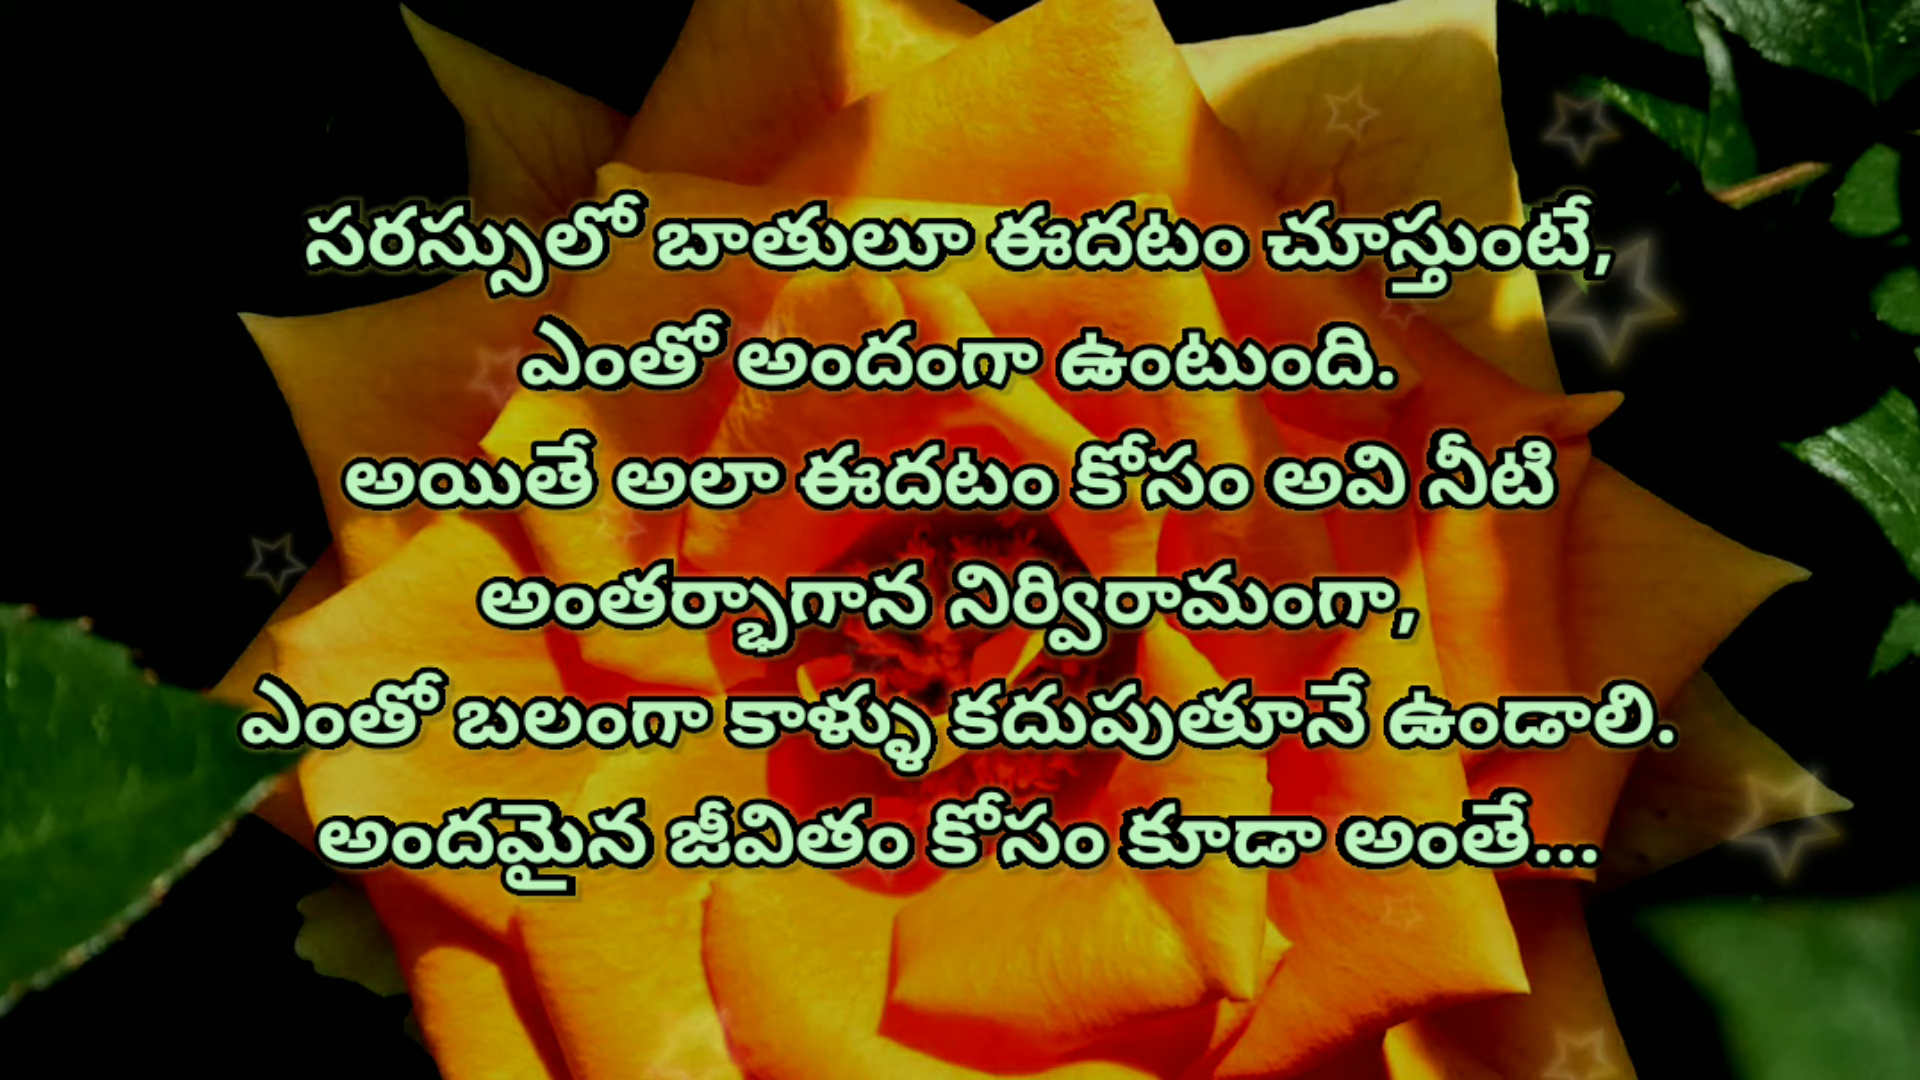 సరస్సులో బాతులూ ఈదటం చూస్తుంటే,
ఎంతో అందంగా ఉంటుంది.
అయితే అలా ఈదటం కోసం అవి నీటి
అంతర్భాగాన నిర్విరామంగా,
ఎంతో బలంగా కాళ్ళు కదుపుతూనే ఉండాలి.
అందమైన జీవితం కోసం కూడా అంతే...